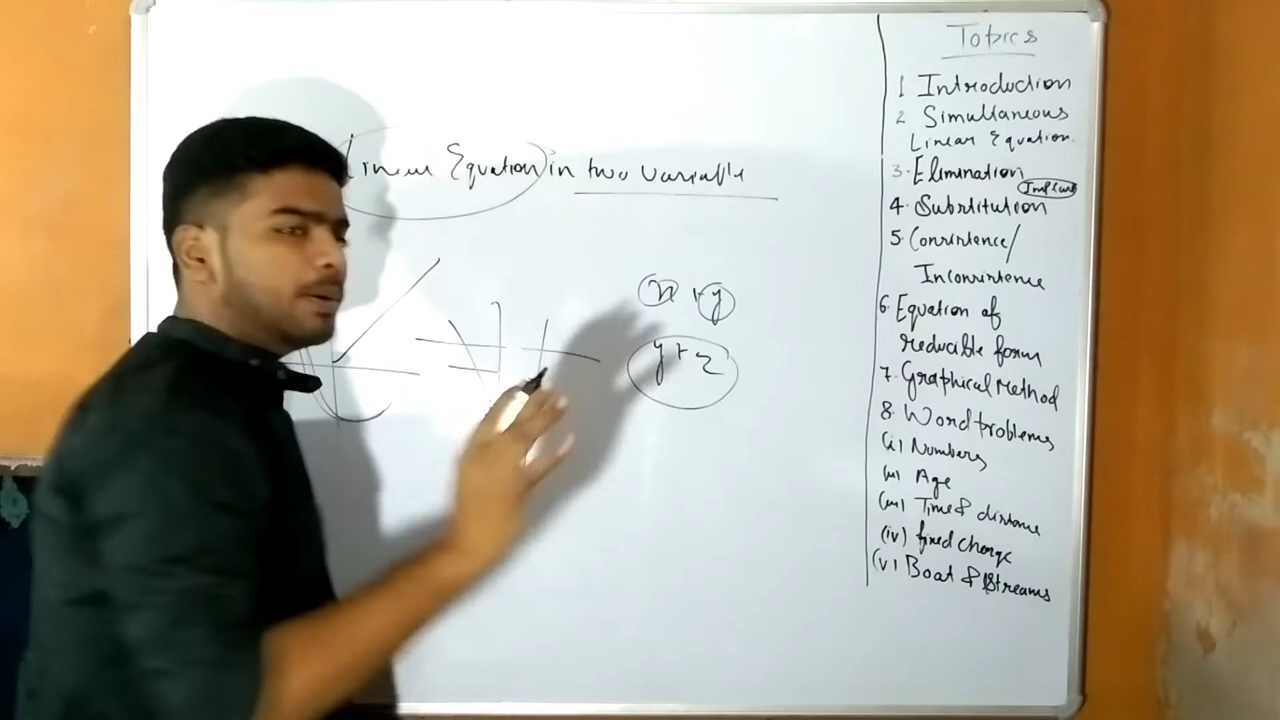 Linear Equation in two variable
x + y
y + z
Topics
1 Introduction
2 Simultaneous
Linear Equation.
3. Elimination
4. Substitution
5. Consistence/
Inconsistence
6. Equation of
reducible form
7. Graphical Method
8. Word problems
(i) Numbers
(ii) Age
(iii) Time & distance
(iv) fixed charge
(v) Boat & Streams